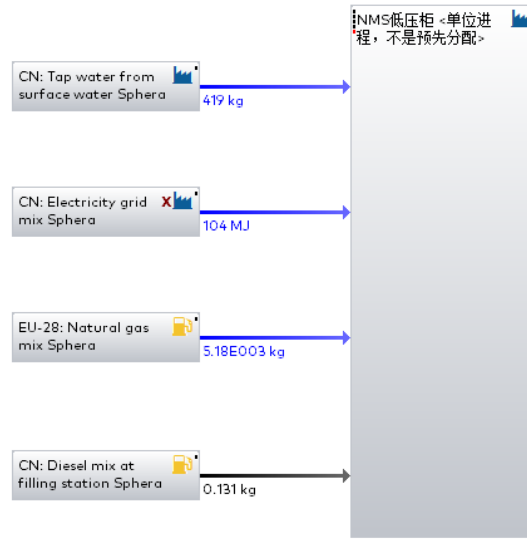 NMS低压柜 <单位进
程，不是预先分配>
CN: Tap water from
surface water Sphera
419 kg
CN: Electricity grid
mix Sphera
X
104 MJ
EU-28: Natural gas
mix Sphera
5.18E003 kg
CN: Diesel mix at
filling station Sphera
0.131 kg